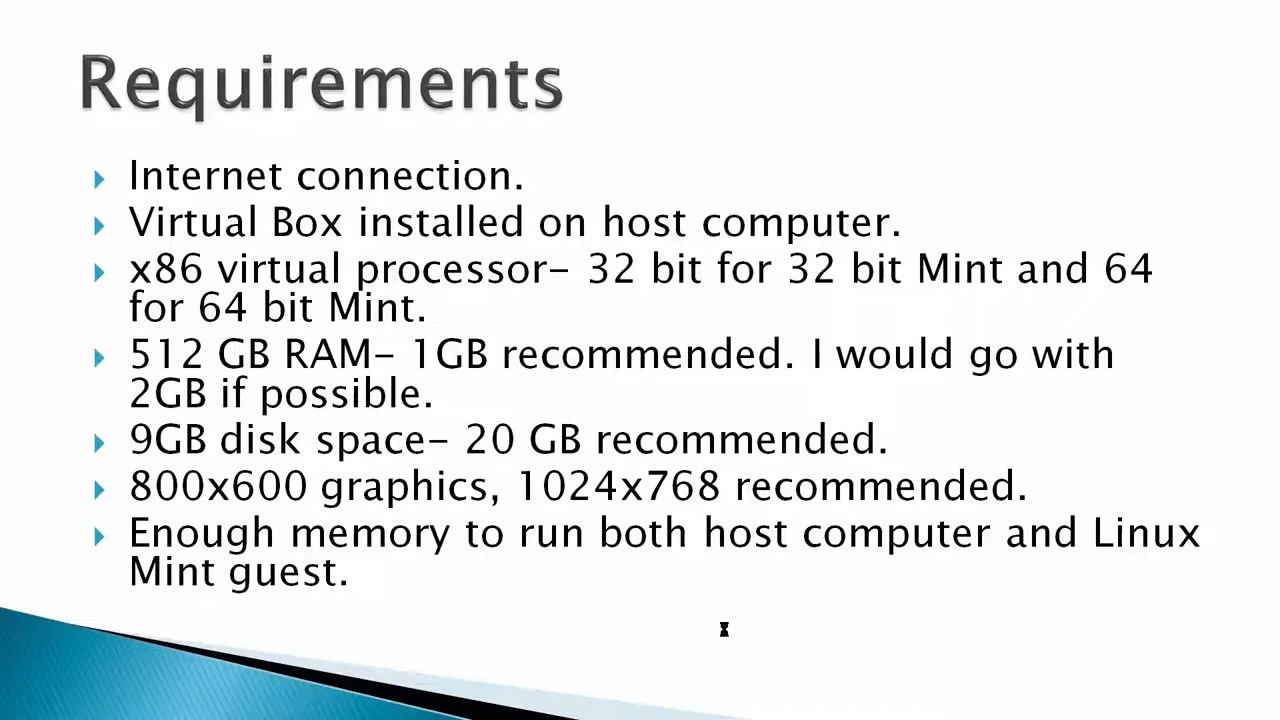 Requirements
Internet connection.
Virtual Box installed on host computer.
x86 virtual processor– 32 bit for 32 bit Mint and 64
for 64 bit Mint.
512 GB RAM– 1GB recommended. I would go with
2GB if possible.
9GB disk space– 20 GB recommended.
800x600 graphics, 1024x768 recommended.
Enough memory to run both host computer and Linux
Mint guest.